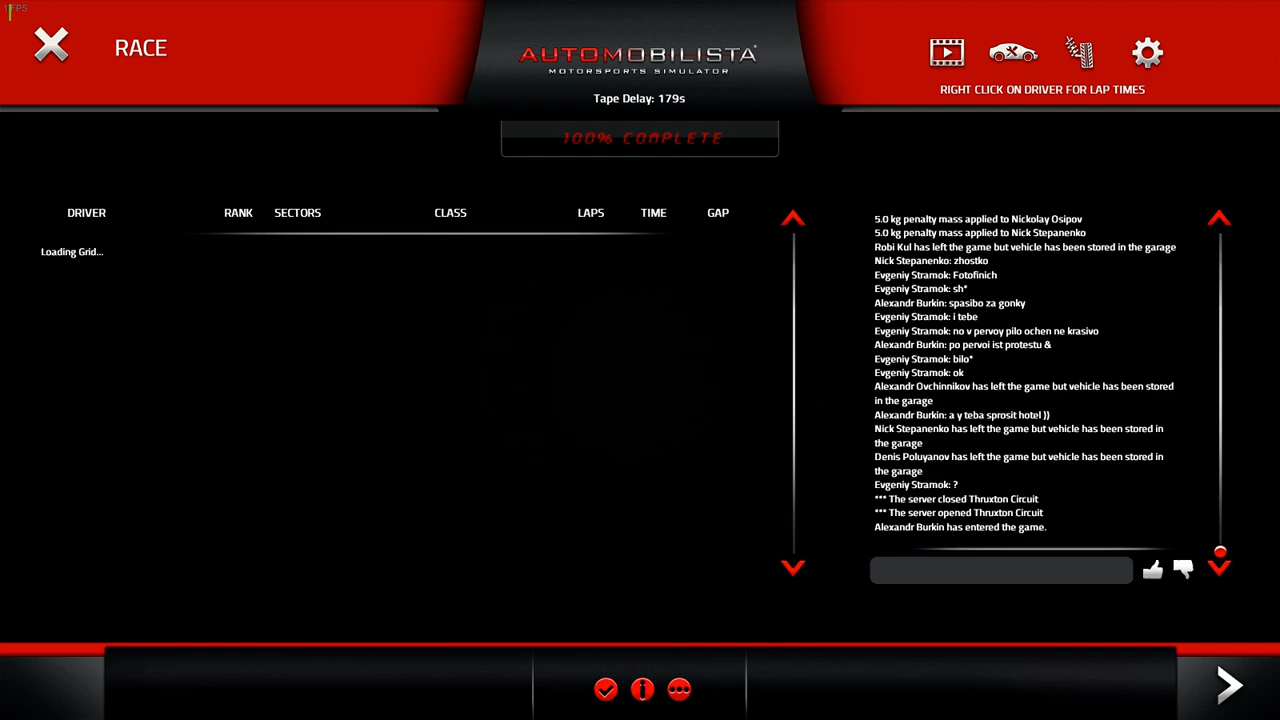 1 FPS
RACE
AUTOMOBILISTA
MOTORSPORTS SIMULATOR
Tape Delay: 179s
RIGHT CLICK ON DRIVER FOR LAP TIMES
100% COMPLETE
DRIVER RANK SECTORS CLASS LAPS TIME GAP
Loading Grid...
5.0 kg penalty mass applied to Nickolay Osipov
5.0 kg penalty mass applied to Nick Stepanenko
Robi Kul has left the game but vehicle has been stored in the garage
Nick Stepanenko: zhostko
Evgeniy Stramok: Fotofinich
Evgeniy Stramok: sh*
Alexandr Burkin: spasibo za gonky
Evgeniy Stramok: i tebe
Evgeniy Stramok: no v pervoy pilo ochen ne krasivo
Alexandr Burkin: po pervoi ist protestu &
Evgeniy Stramok: bilo*
Evgeniy Stramok: ok
Alexandr Ovchinnikov has left the game but vehicle has been stored
in the garage
Alexandr Burkin: a y teba sprosit hotel ))
Nick Stepanenko has left the game but vehicle has been stored in
the garage
Denis Poluyanov has left the game but vehicle has been stored in
the garage
Evgeniy Stramok: ?
*** The server closed Thruxton Circuit
*** The server opened Thruxton Circuit
Alexandr Burkin has entered the game.